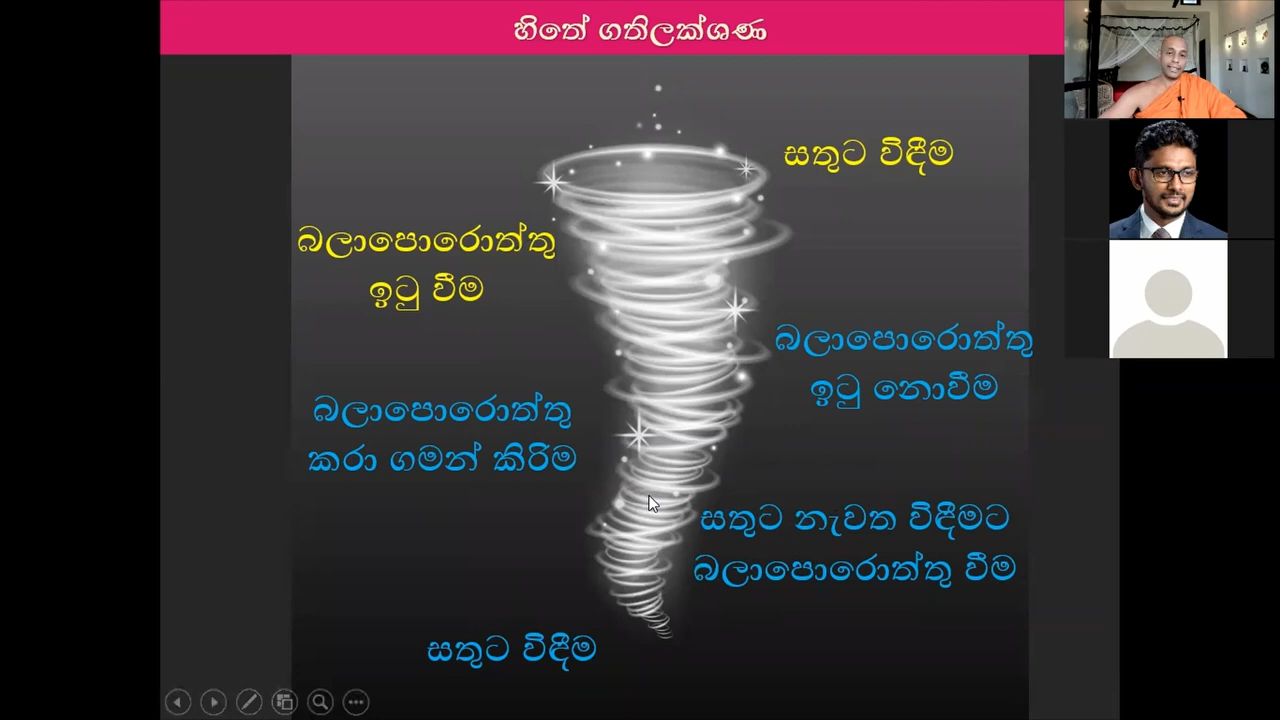 හිතේ ගතිලක්ශණ
සතුට විඳීම
බලාපොරොත්තු
ඉටු වීම
බලාපොරොත්තු
ඉටු නොවීම
බලාපොරොත්තු
කරා ගමන් කිරිම
සතුට නැවත විඳීමට
බලාපොරොත්තු වීම
සතුට විඳීම